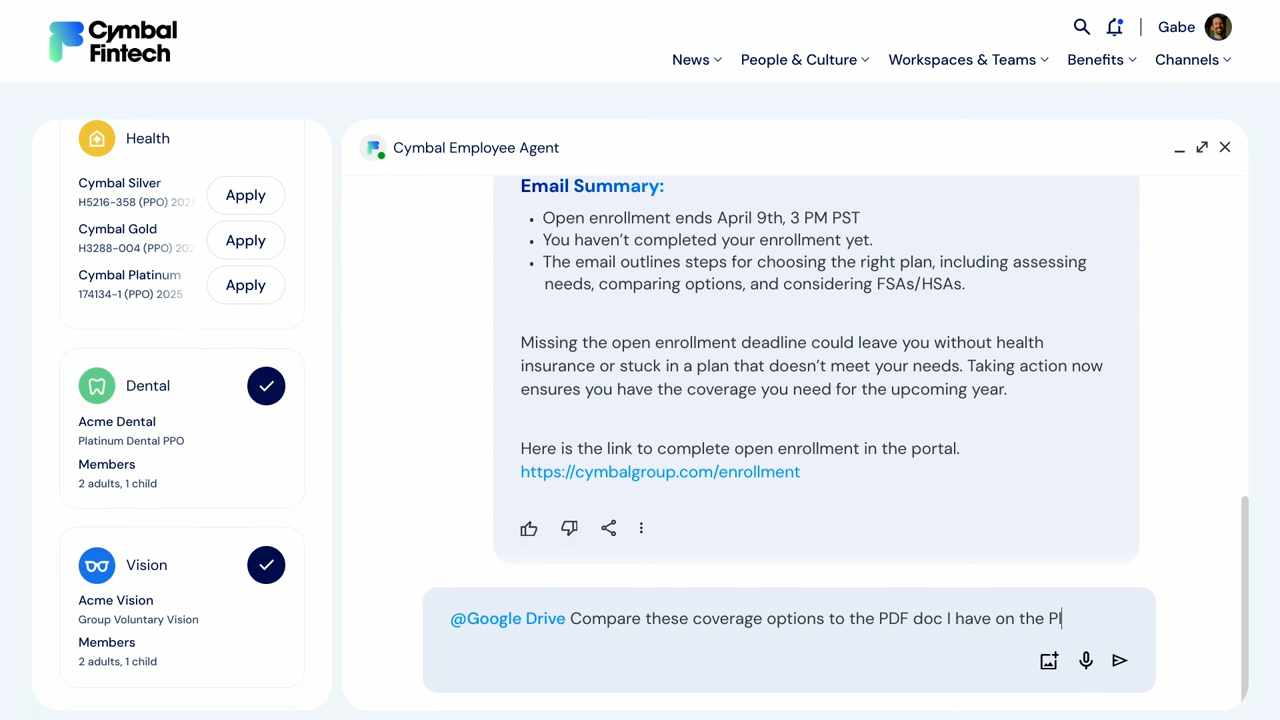 Cymbal
Fintech
Gabe
News
People & Culture
Workspaces & Teams
Benefits
Channels
Health
Cymbal Silver
H5216-358 (PPO) 2025
Apply
Cymbal Gold
H3288-004 (PPO) 202
Apply
Cymbal Platinum
174134-1 (PPO) 2025
Apply
Dental
Acme Dental
Platinum Dental PPO
Members
2 adults, 1 child
Vision
Acme Vision
Group Voluntary Vision
Members
2 adults, 1 child
Cymbal Employee Agent
Email Summary:
• Open enrollment ends April 9th, 3 PM PST
• You haven’t completed your enrollment yet.
• The email outlines steps for choosing the right plan, including assessing
needs, comparing options, and considering FSAs/HSAs.
Missing the open enrollment deadline could leave you without health
insurance or stuck in a plan that doesn’t meet your needs. Taking action now
ensures you have the coverage you need for the upcoming year.
Here is the link to complete open enrollment in the portal.
https://cymbalgroup.com/enrollment
@Google Drive Compare these coverage options to the PDF doc I have on the Pl